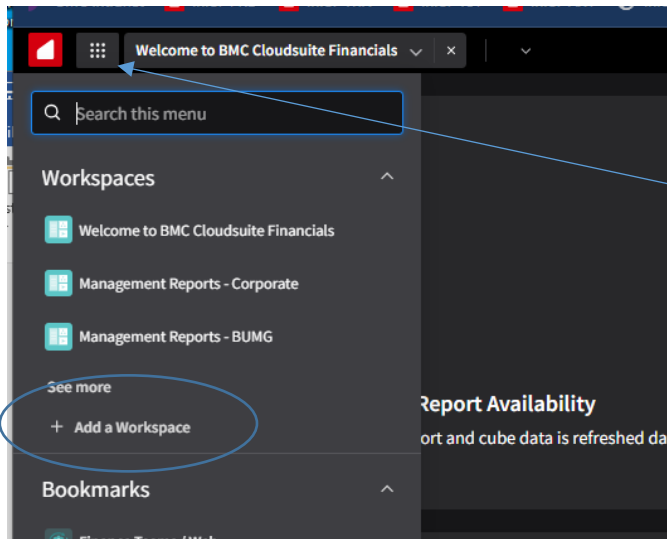 Welcome to BMC Cloudsuite Financials
Search this menu
Workspaces
Welcome to BMC Cloudsuite Financials
Management Reports - Corporate
Management Reports - BUMG
See more
+ Add a Workspace
Report Availability
ort and cube data is refreshed da
Bookmarks